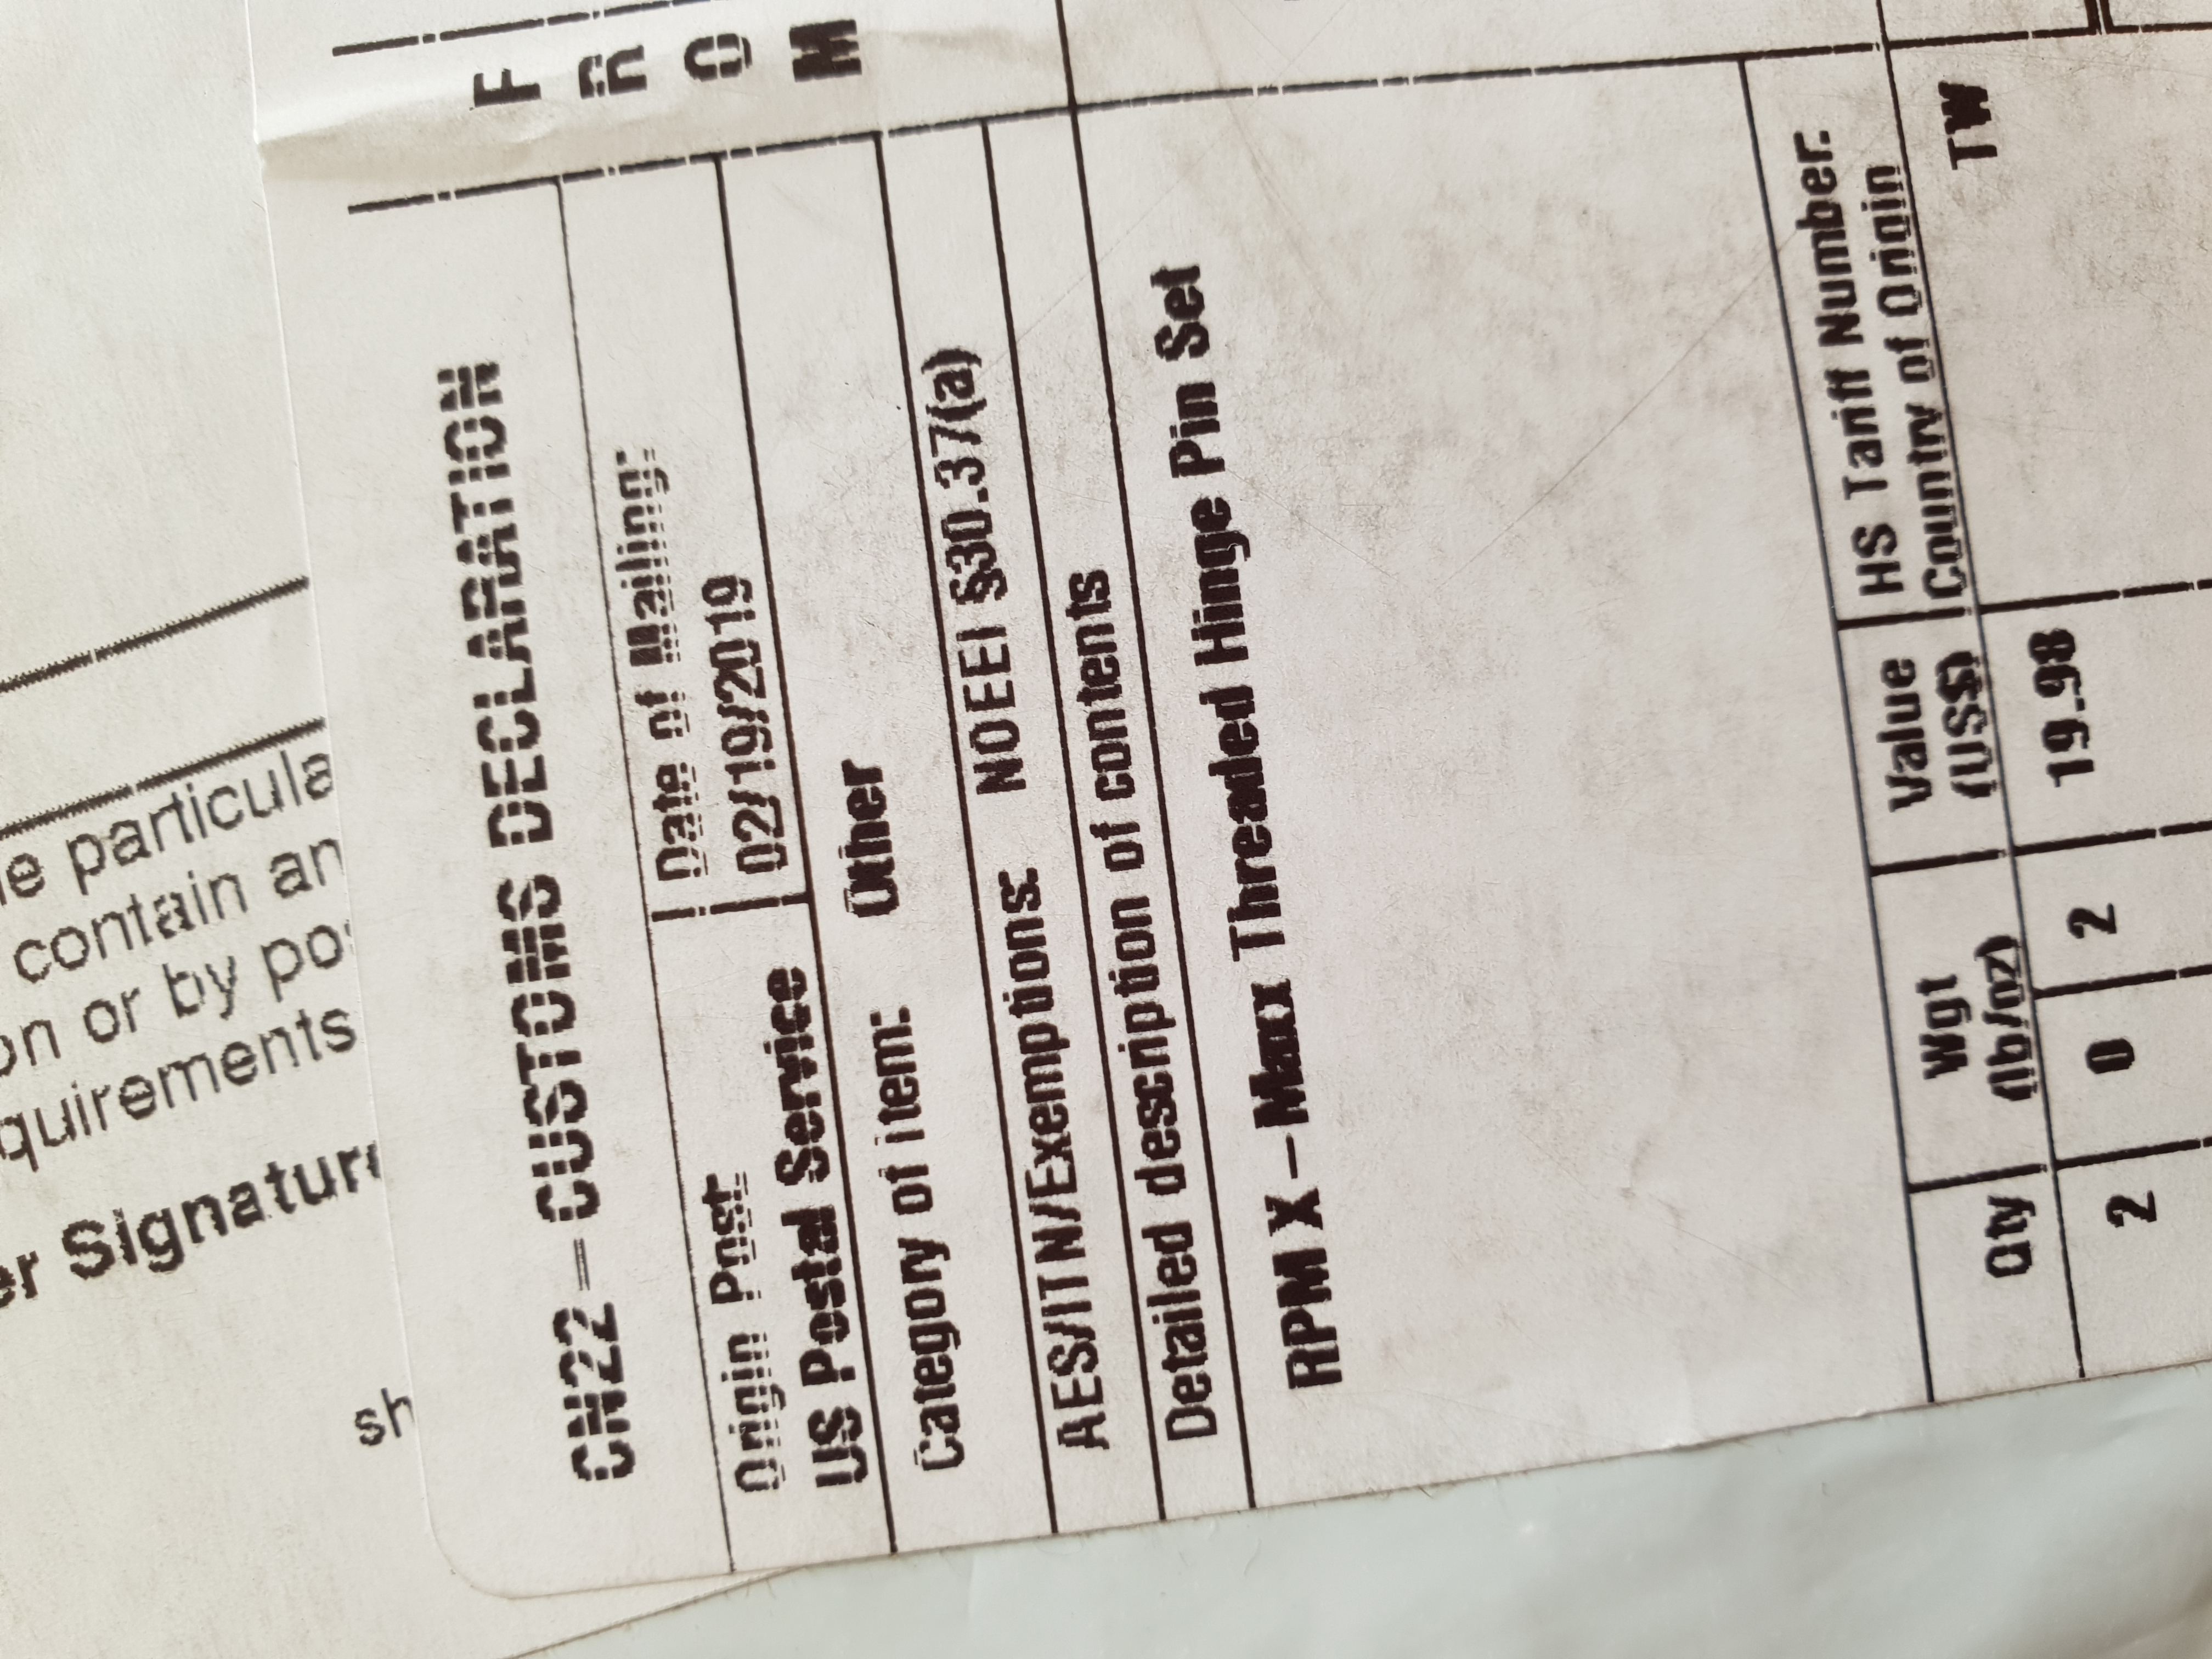 e particula
contain an
on or by po
quirements
er Signatur
sh
FROM
CN22 – CUSTOMS DECLARATION
Origin Post: Date of Mailing:
US Postal Service 02/19/2019
Category of item: Other
AES/ITN/Exemptions: NOEEI §30.37(a)
Detailed description of contents
RPM X-Maxx Threaded Hinge Pin Set
Qty Wgt (lb/oz) Value (US$) HS Tariff Number. Country of Origin
2 0 2 19.98 TW